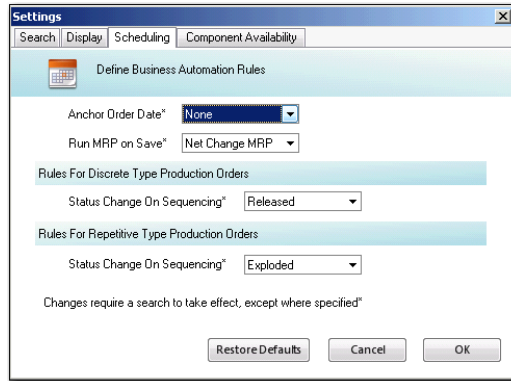 Settings
Search Display Scheduling Component Availability
Define Business Automation Rules
Anchor Order Date* None
Run MRP on Save* Net Change MRP
Rules For Discrete Type Production Orders
Status Change On Sequencing* Released
Rules For Repetitive Type Production Orders
Status Change On Sequencing* Exploded
Changes require a search to take effect, except where specified*
Restore Defaults Cancel OK